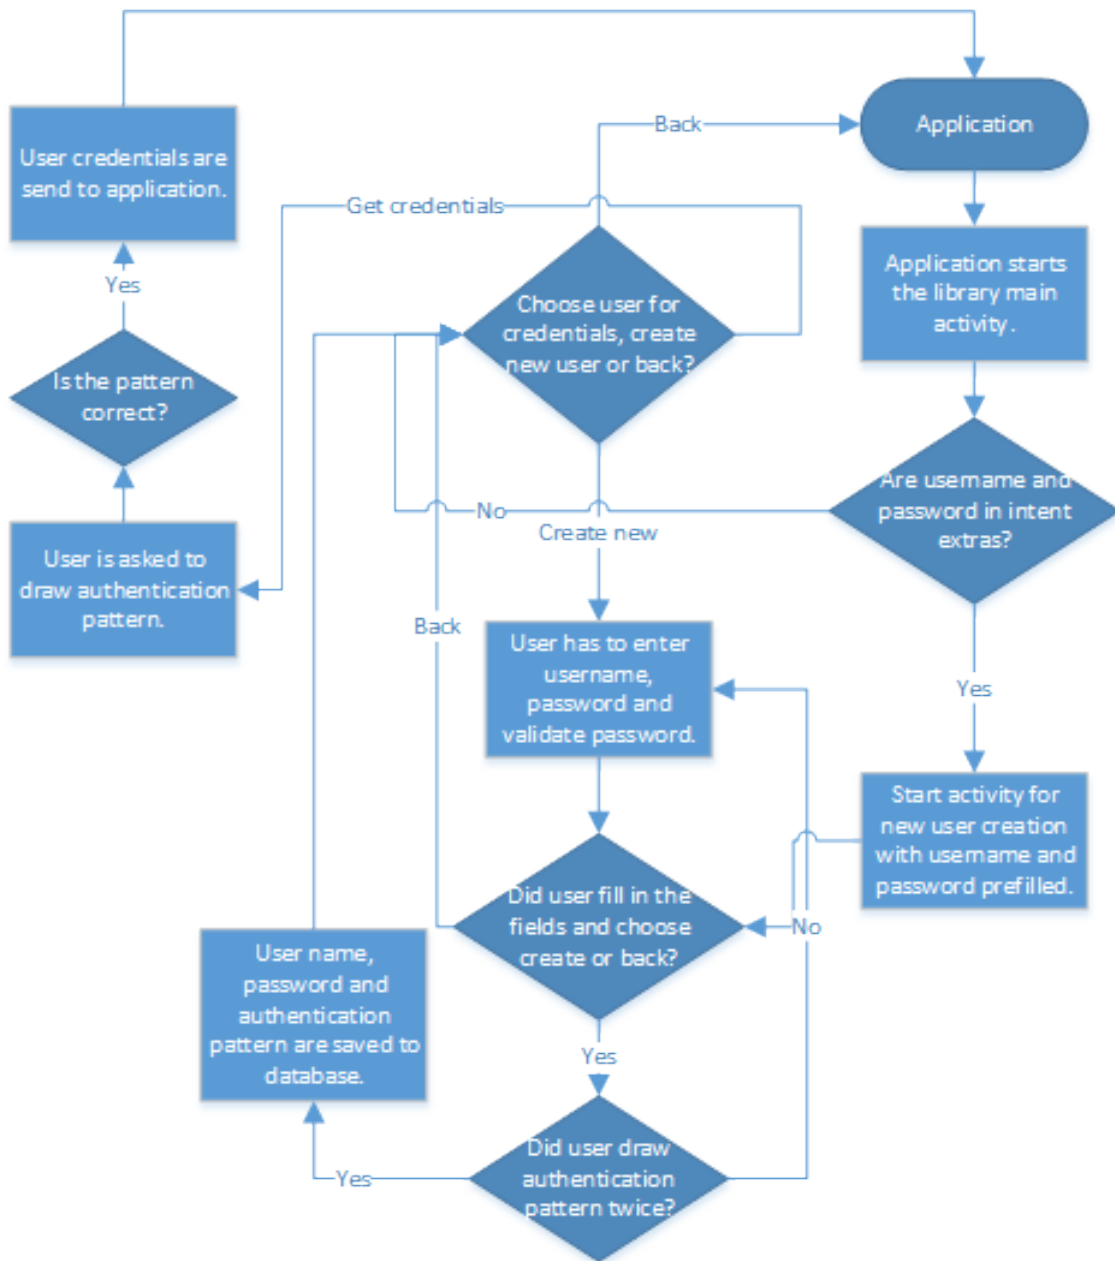 Application
Back
User credentials are
send to application.
Get credentials
Application starts
the library main
activity.
Choose user for
credentials, create
new user or back?
Yes
Is the pattern
correct?
Are username and
password in intent
extras?
No
Create new
User is asked to
draw authentication
pattern.
Back
User has to enter
username,
password and
validate password.
Yes
Start activity for
new user creation
with username and
password prefilled.
Did user fill in the
fields and choose
create or back?
No
User name,
password and
authentication
pattern are saved to
database.
Yes
Did user draw
authentication
pattern twice?
Yes